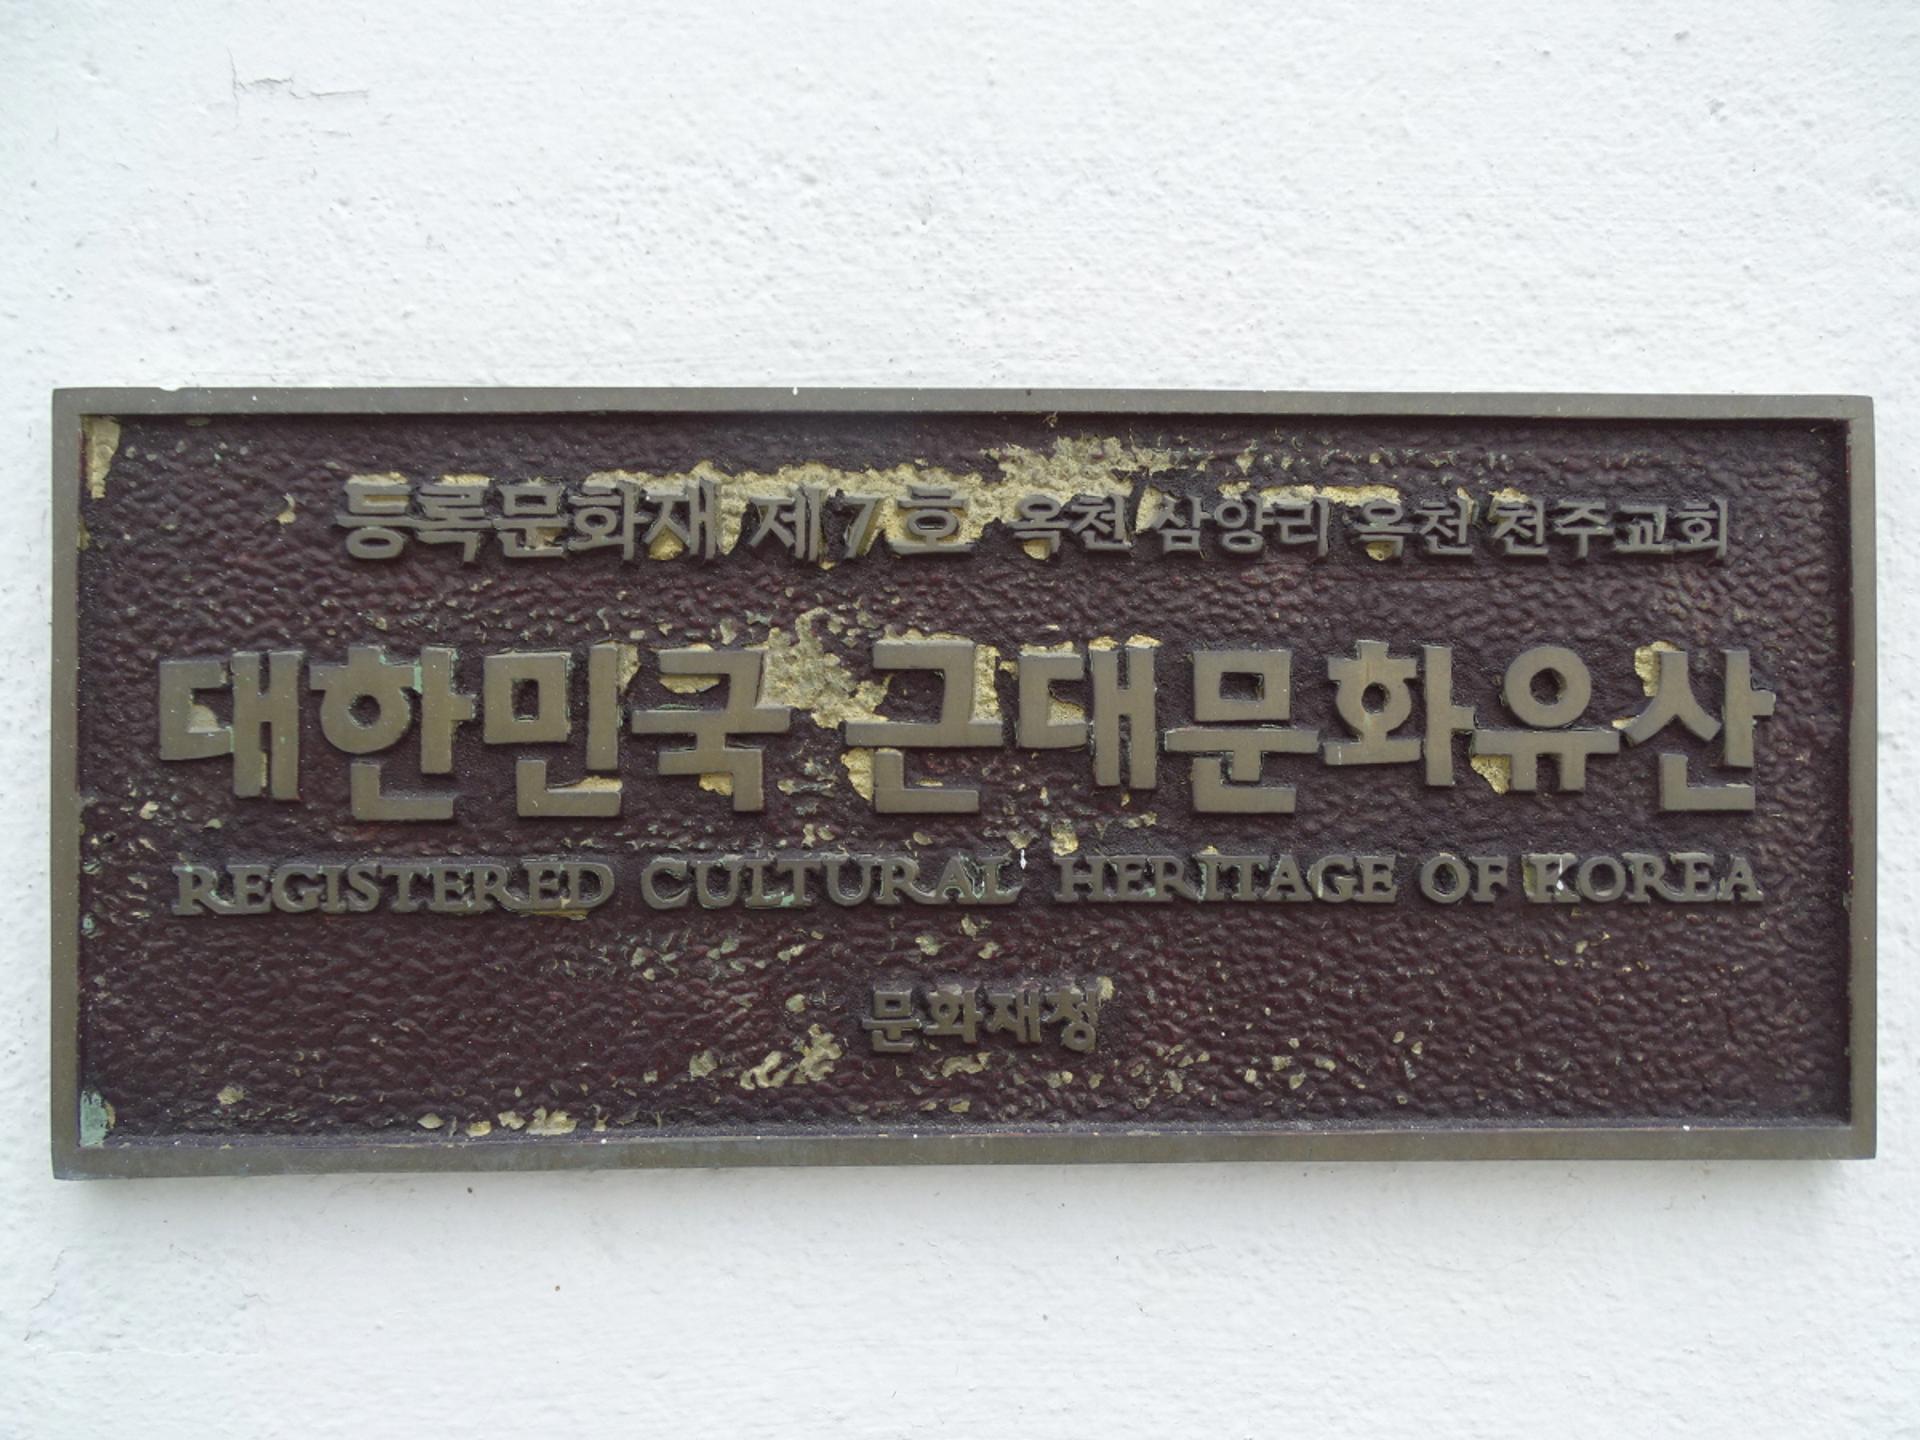 등록문화재 제7호 옥천 삼양리 옥천 천주교회
대한민국 근대문화유산
REGISTERED CULTURAL HERITAGE OF KOREA
문화재청